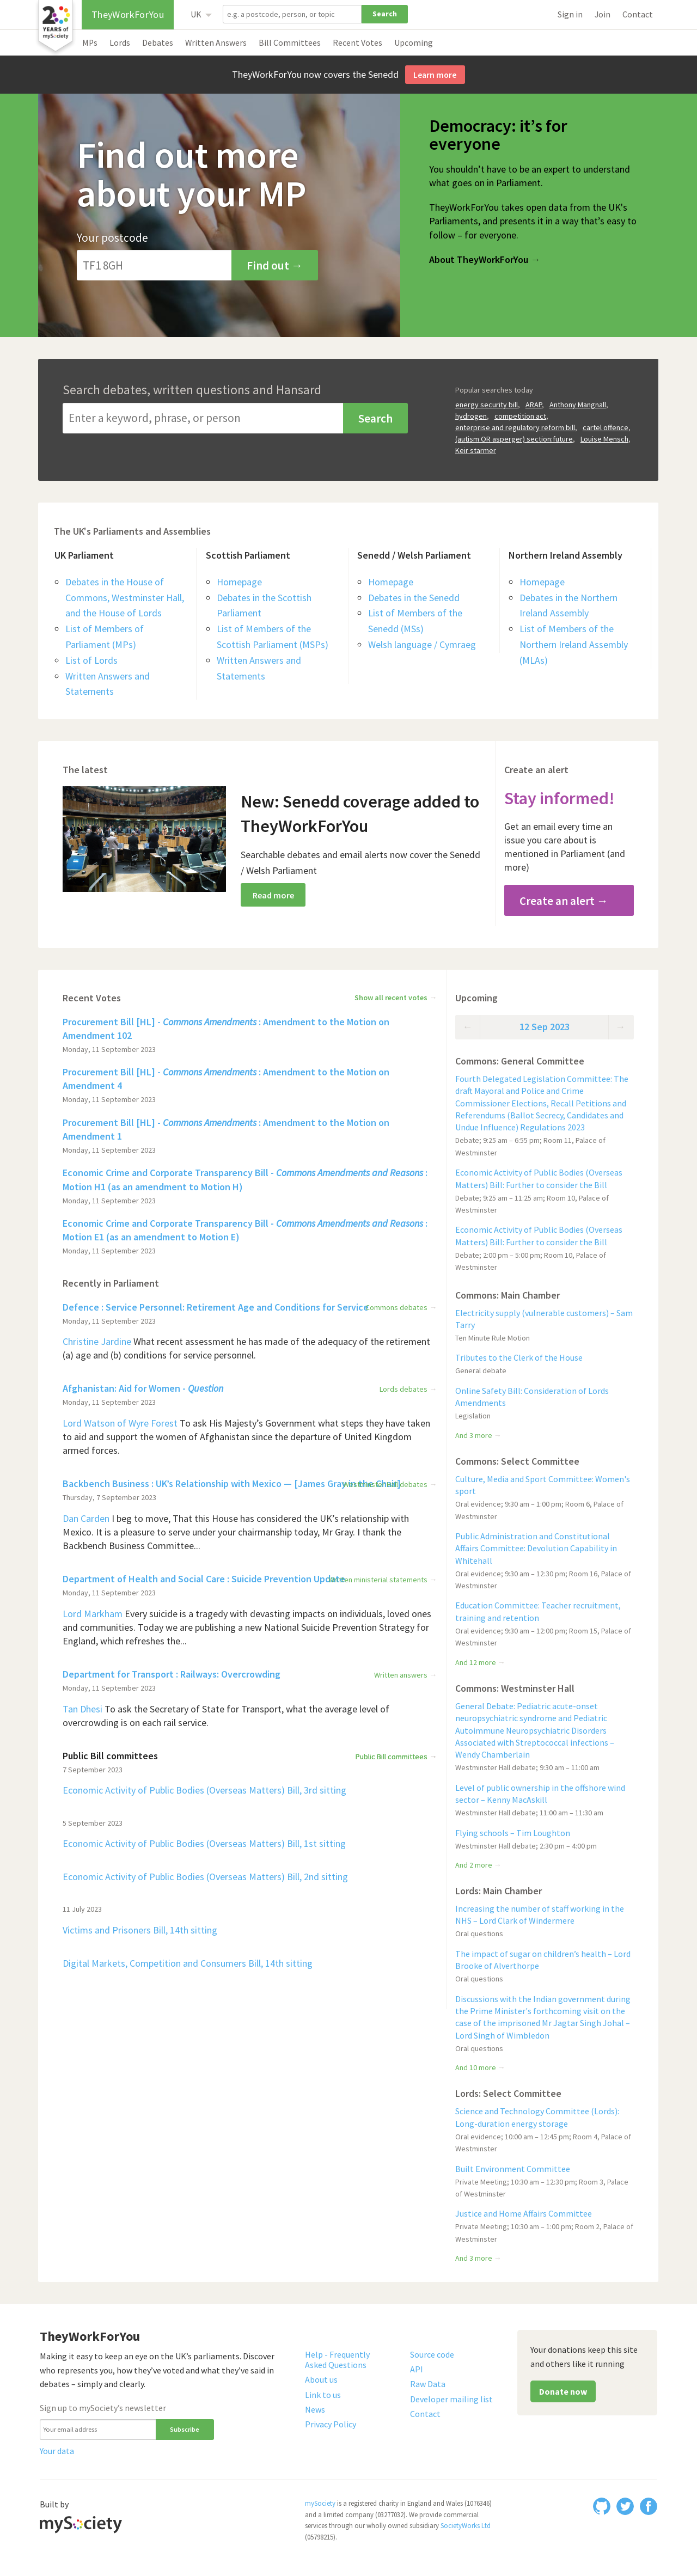 20 YEARS of mySociety
TheyWorkForYou
UK
e.g. a postcode, person, or topic
Search
Sign in
Join
Contact
MPs
Lords
Debates
Written Answers
Bill Committees
Recent Votes
Upcoming
TheyWorkForYou now covers the Senedd
Learn more
Find out more
about your MP
Your postcode
TF1 8GH
Find out →
Democracy: it’s for
everyone
You shouldn’t have to be an expert to understand
what goes on in Parliament.
TheyWorkForYou takes open data from the UK's
Parliaments, and presents it in a way that’s easy to
follow – for everyone.
About TheyWorkForYou →
Search debates, written questions and Hansard
Enter a keyword, phrase, or person
Search
Popular searches today
energy security bill, ARAP, Anthony Mangnall,
hydrogen, competition act,
enterprise and regulatory reform bill, cartel offence,
(autism OR asperger) section:future, Louise Mensch,
Keir starmer
The UK's Parliaments and Assemblies
UK Parliament
Debates in the House of
Commons, Westminster Hall,
and the House of Lords
List of Members of
Parliament (MPs)
List of Lords
Written Answers and
Statements
Scottish Parliament
Homepage
Debates in the Scottish
Parliament
List of Members of the
Scottish Parliament (MSPs)
Written Answers and
Statements
Senedd / Welsh Parliament
Homepage
Debates in the Senedd
List of Members of the
Senedd (MSs)
Welsh language / Cymraeg
Northern Ireland Assembly
Homepage
Debates in the Northern
Ireland Assembly
List of Members of the
Northern Ireland Assembly
(MLAs)
The latest
New: Senedd coverage added to
TheyWorkForYou
Searchable debates and email alerts now cover the Senedd
/ Welsh Parliament
Read more
Create an alert
Stay informed!
Get an email every time an
issue you care about is
mentioned in Parliament (and
more)
Create an alert →
Recent Votes
Show all recent votes →
Procurement Bill [HL] - Commons Amendments : Amendment to the Motion on
Amendment 102
Monday, 11 September 2023
Procurement Bill [HL] - Commons Amendments : Amendment to the Motion on
Amendment 4
Monday, 11 September 2023
Procurement Bill [HL] - Commons Amendments : Amendment to the Motion on
Amendment 1
Monday, 11 September 2023
Economic Crime and Corporate Transparency Bill - Commons Amendments and Reasons :
Motion H1 (as an amendment to Motion H)
Monday, 11 September 2023
Economic Crime and Corporate Transparency Bill - Commons Amendments and Reasons :
Motion E1 (as an amendment to Motion E)
Monday, 11 September 2023
Recently in Parliament
Defence : Service Personnel: Retirement Age and Conditions for Service
Commons debates →
Monday, 11 September 2023
Christine Jardine What recent assessment he has made of the adequacy of the retirement
(a) age and (b) conditions for service personnel.
Afghanistan: Aid for Women - Question
Lords debates →
Monday, 11 September 2023
Lord Watson of Wyre Forest To ask His Majesty’s Government what steps they have taken
to aid and support the women of Afghanistan since the departure of United Kingdom
armed forces.
Backbench Business : UK’s Relationship with Mexico — [James Gray in the Chair]
debates →
Thursday, 7 September 2023
Dan Carden I beg to move, That this House has considered the UK’s relationship with
Mexico. It is a pleasure to serve under your chairmanship today, Mr Gray. I thank the
Backbench Business Committee...
Department of Health and Social Care : Suicide Prevention Update
Written ministerial statements →
Monday, 11 September 2023
Lord Markham Every suicide is a tragedy with devasting impacts on individuals, loved ones
and communities. Today we are publishing a new National Suicide Prevention Strategy for
England, which refreshes the...
Department for Transport : Railways: Overcrowding
Written answers →
Monday, 11 September 2023
Tan Dhesi To ask the Secretary of State for Transport, what the average level of
overcrowding is on each rail service.
Public Bill committees
Public Bill committees →
7 September 2023
Economic Activity of Public Bodies (Overseas Matters) Bill, 3rd sitting
5 September 2023
Economic Activity of Public Bodies (Overseas Matters) Bill, 1st sitting
Economic Activity of Public Bodies (Overseas Matters) Bill, 2nd sitting
11 July 2023
Victims and Prisoners Bill, 14th sitting
Digital Markets, Competition and Consumers Bill, 14th sitting
Upcoming
← 12 Sep 2023 →
Commons: General Committee
Fourth Delegated Legislation Committee: The
draft Mayoral and Police and Crime
Commissioner Elections, Recall Petitions and
Referendums (Ballot Secrecy, Candidates and
Undue Influence) Regulations 2023
Debate; 9:25 am – 6:55 pm; Room 11, Palace of
Westminster
Economic Activity of Public Bodies (Overseas
Matters) Bill: Further to consider the Bill
Debate; 9:25 am – 11:25 am; Room 10, Palace of
Westminster
Economic Activity of Public Bodies (Overseas
Matters) Bill: Further to consider the Bill
Debate; 2:00 pm – 5:00 pm; Room 10, Palace of
Westminster
Commons: Main Chamber
Electricity supply (vulnerable customers) – Sam
Tarry
Ten Minute Rule Motion
Tributes to the Clerk of the House
General debate
Online Safety Bill: Consideration of Lords
Amendments
Legislation
And 3 more →
Commons: Select Committee
Culture, Media and Sport Committee: Women's
sport
Oral evidence; 9:30 am – 1:00 pm; Room 6, Palace of
Westminster
Public Administration and Constitutional
Affairs Committee: Devolution Capability in
Whitehall
Oral evidence; 9:30 am – 12:30 pm; Room 16, Palace of
Westminster
Education Committee: Teacher recruitment,
training and retention
Oral evidence; 9:30 am – 12:00 pm; Room 15, Palace of
Westminster
And 12 more →
Commons: Westminster Hall
General Debate: Pediatric acute-onset
neuropsychiatric syndrome and Pediatric
Autoimmune Neuropsychiatric Disorders
Associated with Streptococcal infections –
Wendy Chamberlain
Westminster Hall debate; 9:30 am – 11:00 am
Level of public ownership in the offshore wind
sector – Kenny MacAskill
Westminster Hall debate; 11:00 am – 11:30 am
Flying schools – Tim Loughton
Westminster Hall debate; 2:30 pm – 4:00 pm
And 2 more →
Lords: Main Chamber
Increasing the number of staff working in the
NHS – Lord Clark of Windermere
Oral questions
The impact of sugar on children’s health – Lord
Brooke of Alverthorpe
Oral questions
Discussions with the Indian government during
the Prime Minister's forthcoming visit on the
case of the imprisoned Mr Jagtar Singh Johal –
Lord Singh of Wimbledon
Oral questions
And 10 more →
Lords: Select Committee
Science and Technology Committee (Lords):
Long-duration energy storage
Oral evidence; 10:00 am – 12:45 pm; Room 4, Palace of
Westminster
Built Environment Committee
Private Meeting; 10:30 am – 12:30 pm; Room 3, Palace
of Westminster
Justice and Home Affairs Committee
Private Meeting; 10:30 am – 1:00 pm; Room 2, Palace of
Westminster
And 3 more →
TheyWorkForYou
Making it easy to keep an eye on the UK’s parliaments. Discover
who represents you, how they’ve voted and what they’ve said in
debates – simply and clearly.
Sign up to mySociety’s newsletter
Your email address
Subscribe
Your data
Help - Frequently
Asked Questions
About us
Link to us
News
Privacy Policy
Source code
API
Raw Data
Developer mailing list
Contact
Your donations keep this site
and others like it running
Donate now
Built by
mySociety
mySociety is a registered charity in England and Wales (1076346)
and a limited company (03277032). We provide commercial
services through our wholly owned subsidiary SocietyWorks Ltd
(05798215).